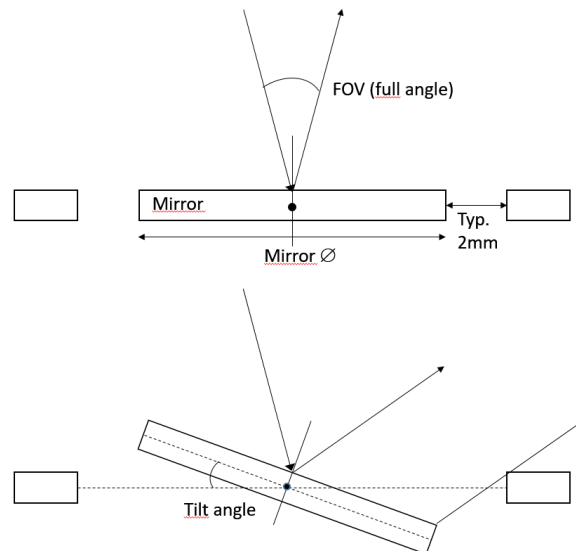 FOV (full angle)
Mirror
Typ.
2mm
Mirror ∅
Tilt angle